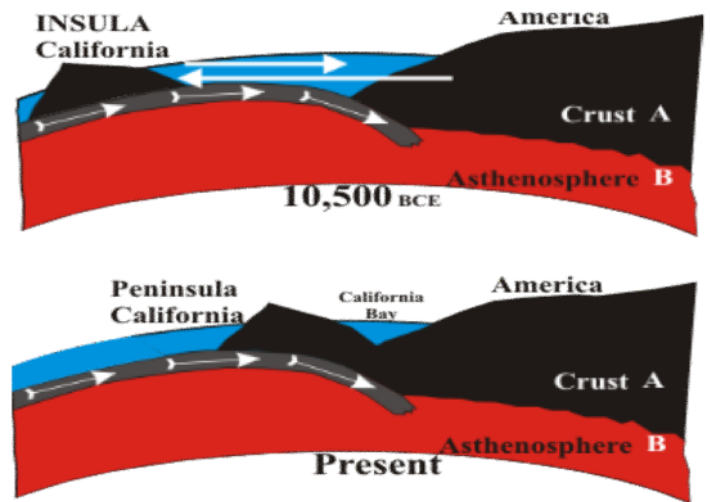 INSULA
California
America
Crust A
Asthenosphere B
10,500 BCE
Peninsula
California
California
Bay
America
Crust A
Asthenosphere B
Present